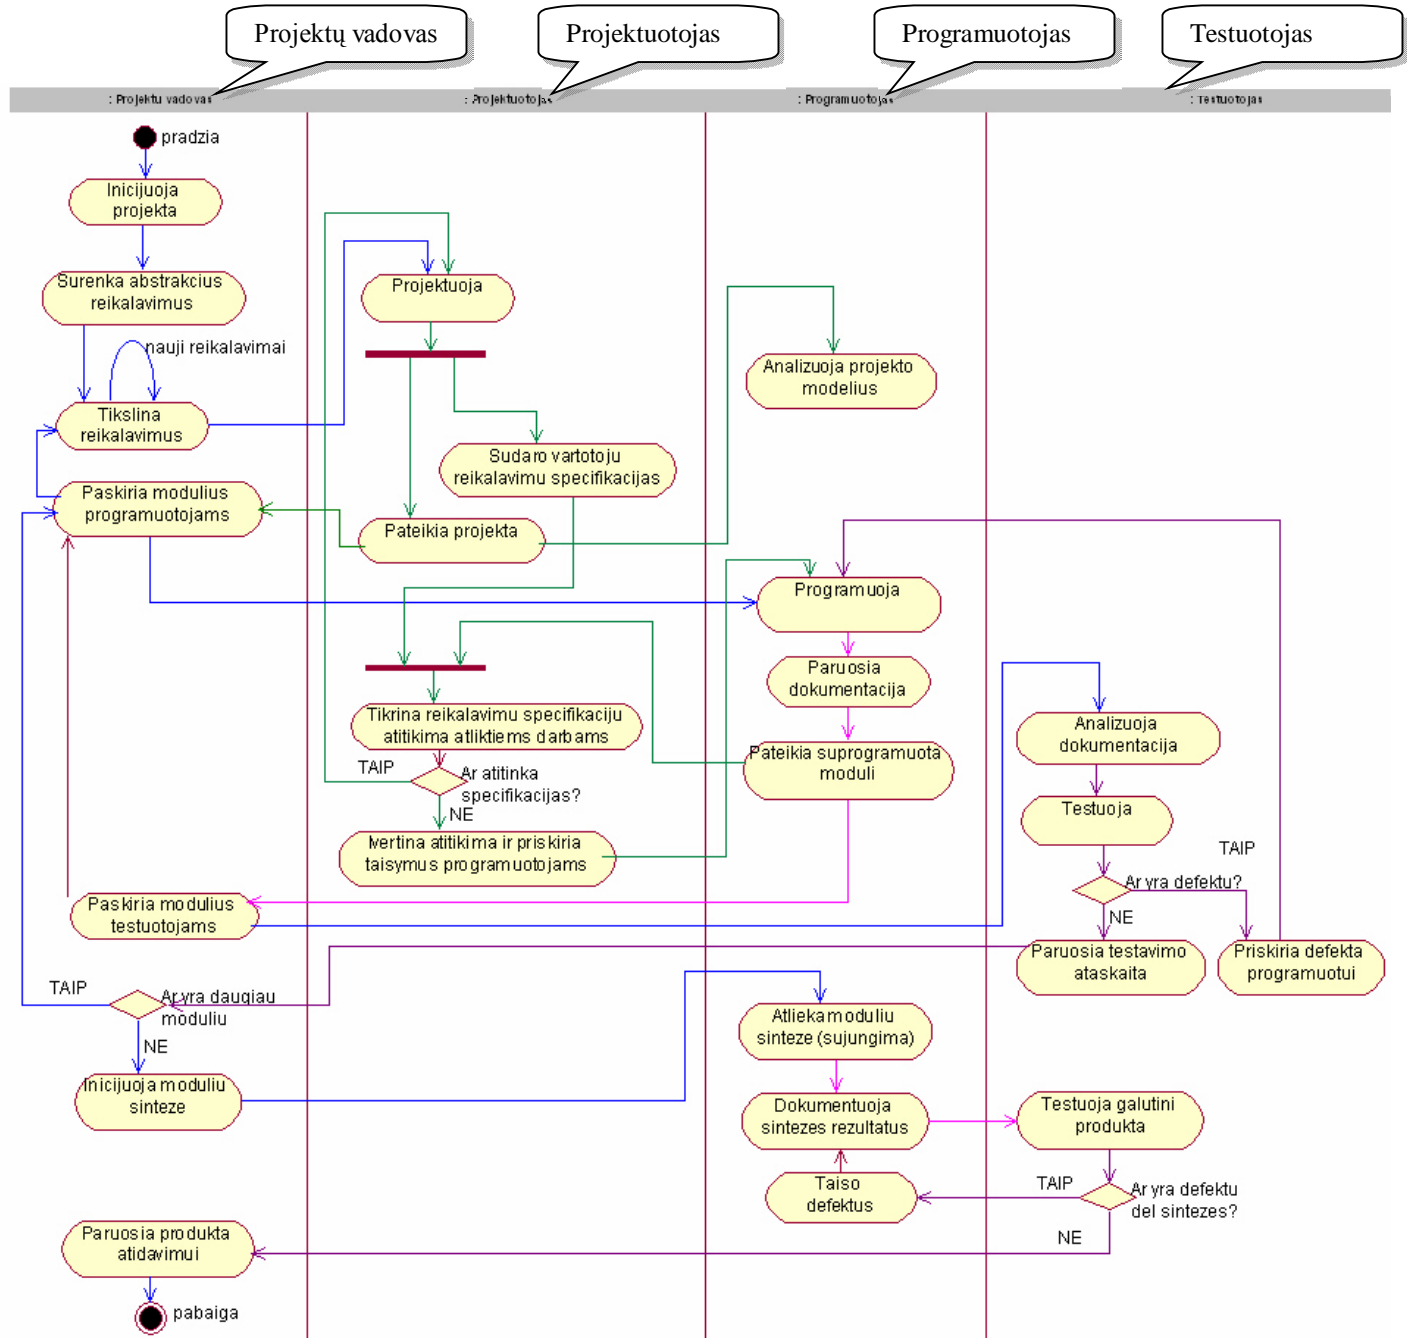 Projektų vadovas
Projektuotojas
Programuotojas
Testuotojas
: Projektu vadovas
: Projektuotojas
: Programuotojas
: Testuotojas
pradzia
Inicijuoja
projekta
Surenka abstrakcius
reikalavimus
nauji reikalavimai
Tikslina
reikalavimus
Paskiria modulius
programuotojams
Projektuoja
Sudaro vartotoju
reikalavimu specifikacijas
Pateikia projekta
Analizuoja projekto
modelius
Programuoja
Paruosia
dokumentacija
Pateikia suprogramuota
moduli
Tikrina reikalavimu specifikaciju
atitikima atliktiems darbams
TAIP
Ar atitinka
specifikacijas?
NE
Ivertina atitikima ir priskiria
taisymus programuotojams
Analizuoja
dokumentacija
Testuoja
TAIP
Ar yra defektu?
NE
Paruosia testavimo
ataskaita
Priskiria defekta
programuotui
Paskiria modulius
testuotojams
TAIP
Ar yra daugiau
moduliu
NE
Inicijuoja moduliu
sinteze
Atlieka moduliu
sinteze (sujungima)
Dokumentuoja
sintezes rezultatus
Testuoja galutini
produkta
Taiso
defektus
TAIP
Ar yra defektu
del sintezes?
NE
Paruosia produkta
atidavimui
pabaiga